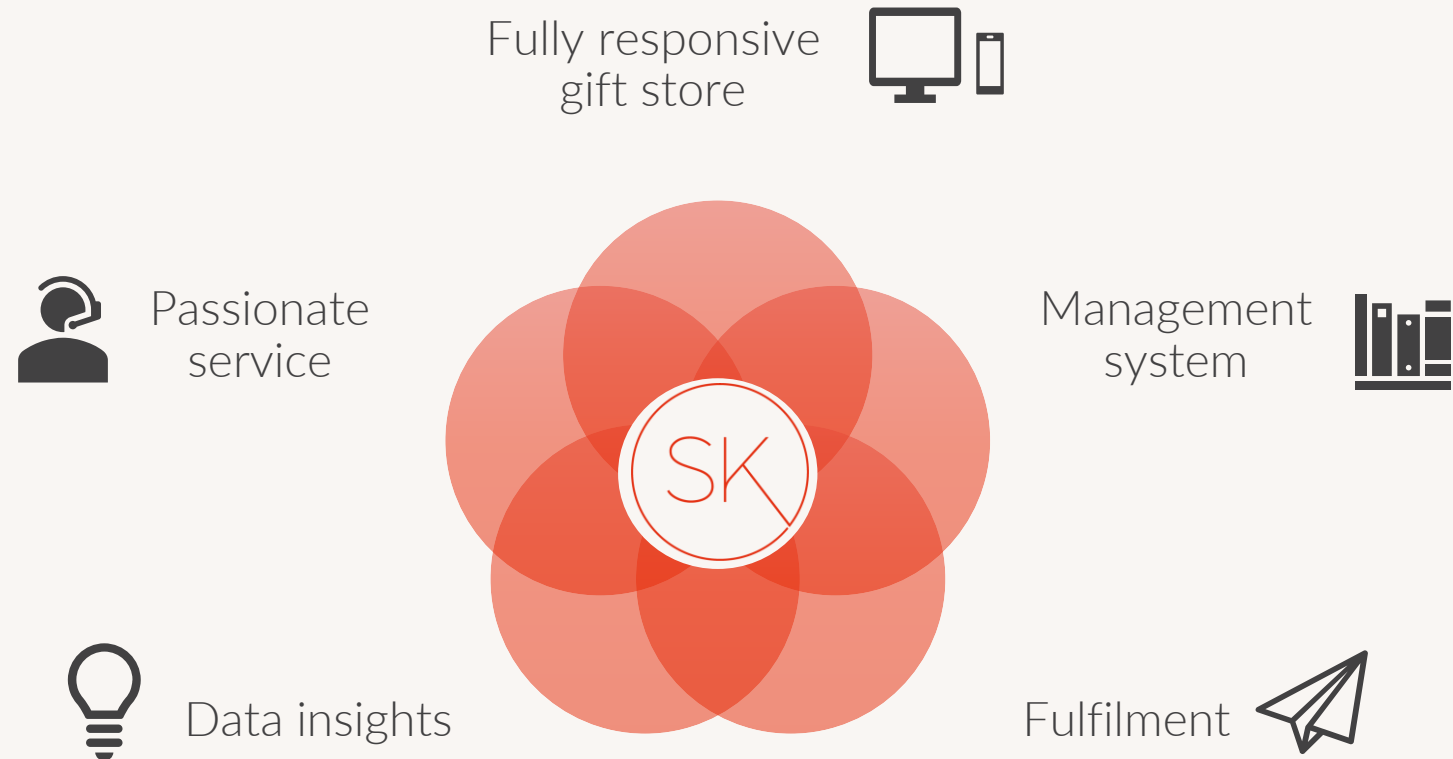 Fully responsive
gift store
Passionate
service
Management
system
SK
Data insights
Fulfilment